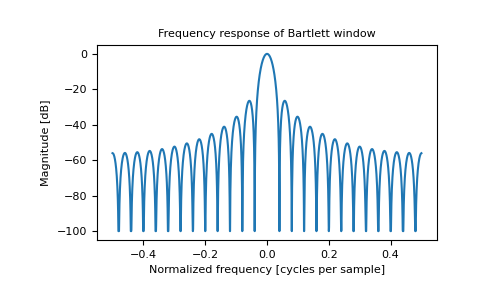 Frequency response of Bartlett window
0
−20
−40
−60
−80
−100
Magnitude [dB]
−0.4 −0.2 0.0 0.2 0.4
Normalized frequency [cycles per sample]